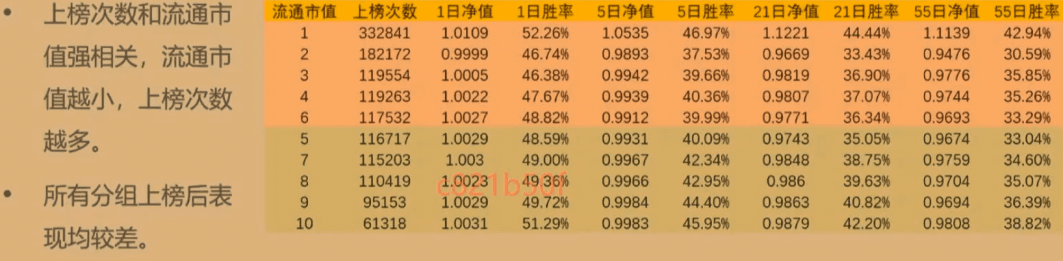 • 上榜次数和流通市
值强相关，流通市
值越小，上榜次数
越多。
• 所有分组上榜后表
现均较差。
流通市值 上榜次数 1日净值 1日胜率 5日净值 5日胜率 21日净值 21日胜率 55日净值 55日胜率
1 332841 1.0109 52.26% 1.0535 46.97% 1.1221 44.44% 1.1139 42.94%
2 182172 0.9999 46.74% 0.9893 37.53% 0.9669 33.43% 0.9476 30.59%
3 119554 1.0005 46.38% 0.9942 39.66% 0.9819 36.90% 0.9776 35.85%
4 119263 1.0022 47.67% 0.9939 40.36% 0.9807 37.07% 0.9744 35.26%
6 117532 1.0027 48.82% 0.9912 39.99% 0.9771 36.34% 0.9693 33.29%
5 116717 1.0029 48.59% 0.9931 40.09% 0.9743 35.05% 0.9674 33.04%
7 115203 1.003 49.00% 0.9967 42.34% 0.9848 38.75% 0.9759 34.60%
8 110419 1.0023 49.36% 0.9966 42.95% 0.986 39.63% 0.9704 35.07%
9 95153 1.0029 49.72% 0.9984 44.40% 0.9863 40.82% 0.9694 36.39%
10 61318 1.0031 51.29% 0.9983 45.95% 0.9879 42.20% 0.9808 38.82%